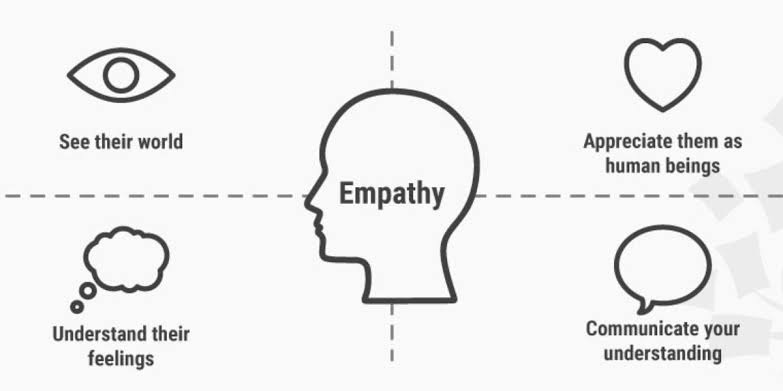 See their world
Appreciate them as
human beings
Empathy
Understand their
feelings
Communicate your
understanding